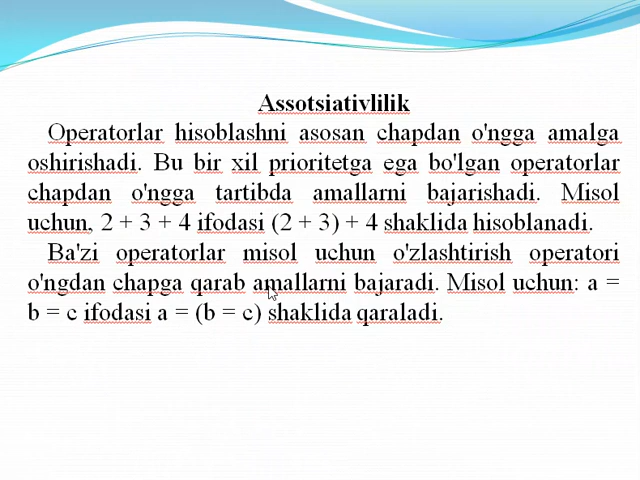 Assotsiativlilik
Operatorlar hisoblashni asosan chapdan o'ngga amalga
oshirishadi. Bu bir xil prioritetga ega bo'lgan operatorlar
chapdan o'ngga tartibda amallarni bajarishadi. Misol
uchun, 2 + 3 + 4 ifodasi (2 + 3) + 4 shaklida hisoblanadi.
Ba'zi operatorlar misol uchun o'zlashtirish operatori
o'ngdan chapga qarab amallarni bajaradi. Misol uchun: a =
b = c ifodasi a = (b = c) shaklida qaraladi.